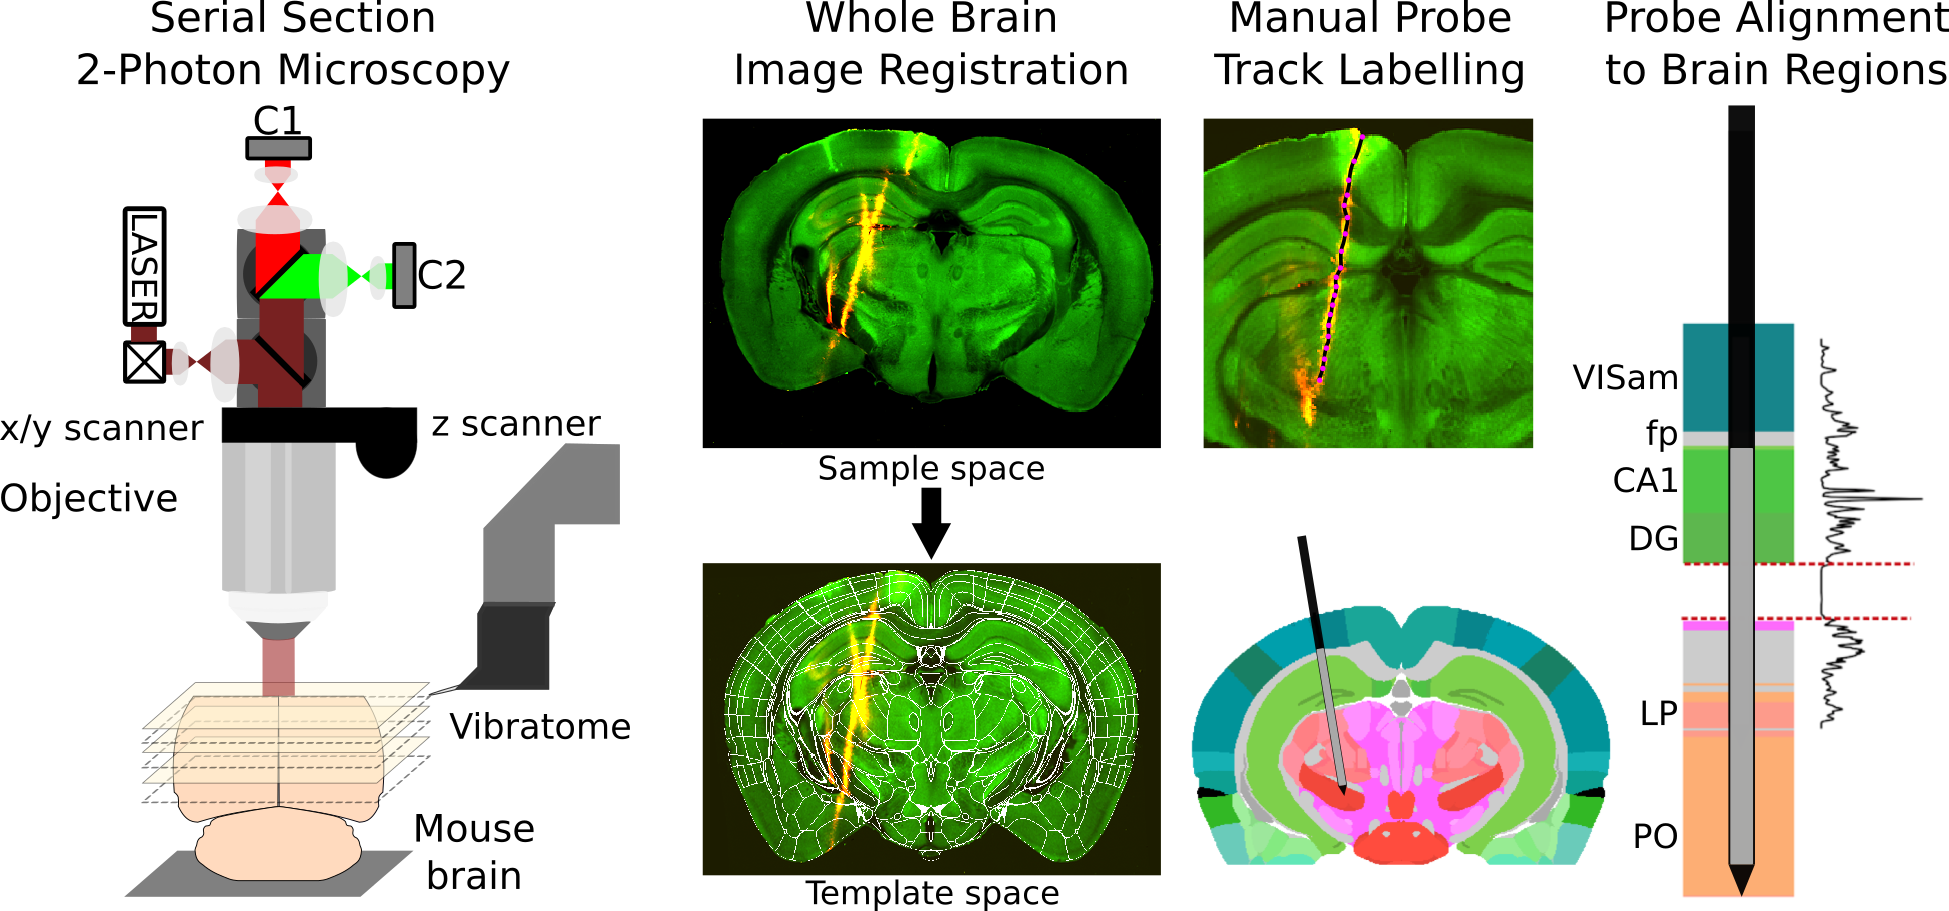 Serial Section
2-Photon Microscopy
C1
LASER
C2
x/y scanner
z scanner
Objective
Vibratome
Mouse
brain
Whole Brain
Image Registration
Sample space
Template space
Manual Probe
Track Labelling
Probe Alignment
to Brain Regions
VISam
fp
CA1
DG
LP
PO